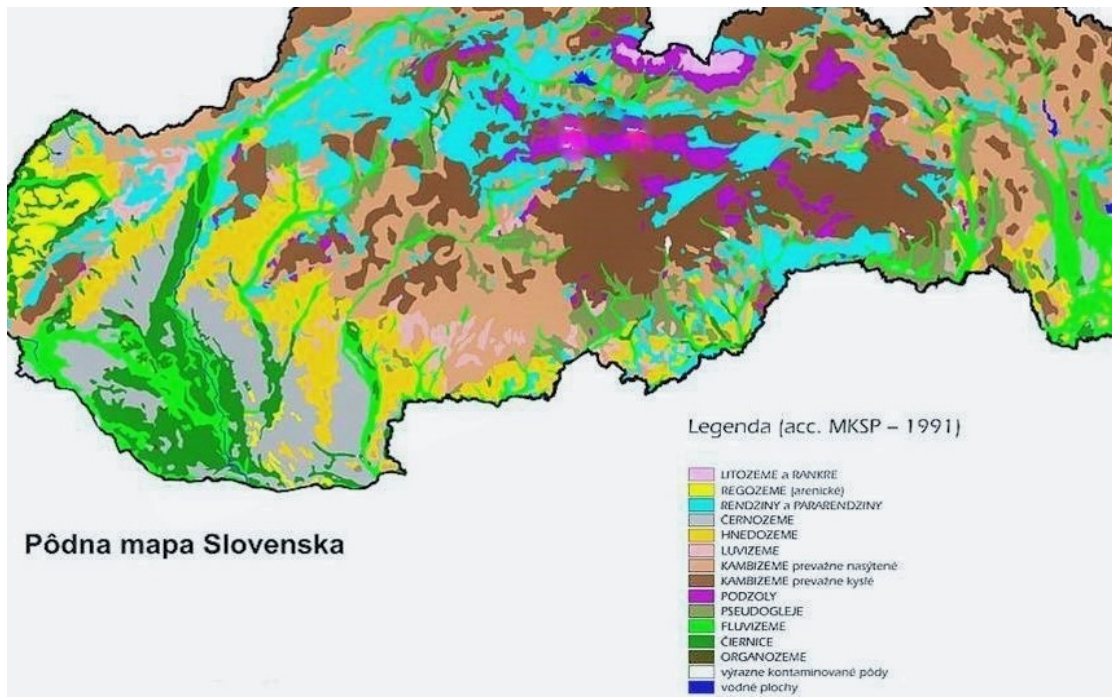 Legenda (acc. MKSP – 1991)
LITOZEME a RANKRE
REGOZEME (arenické)
RENDZINY a PARARENDZINY
ČERNOZEME
HNEDOZEME
LUVIZEME
KAMBIZEME prevažne nasýtené
KAMBIZEME prevažne kyslé
PODZOLY
PSEUDOGLEJE
FLUVIZEME
ČIERNICE
ORGANOZEME
výrazne kontaminované pôdy
vodné plochy
Pôdna mapa Slovenska